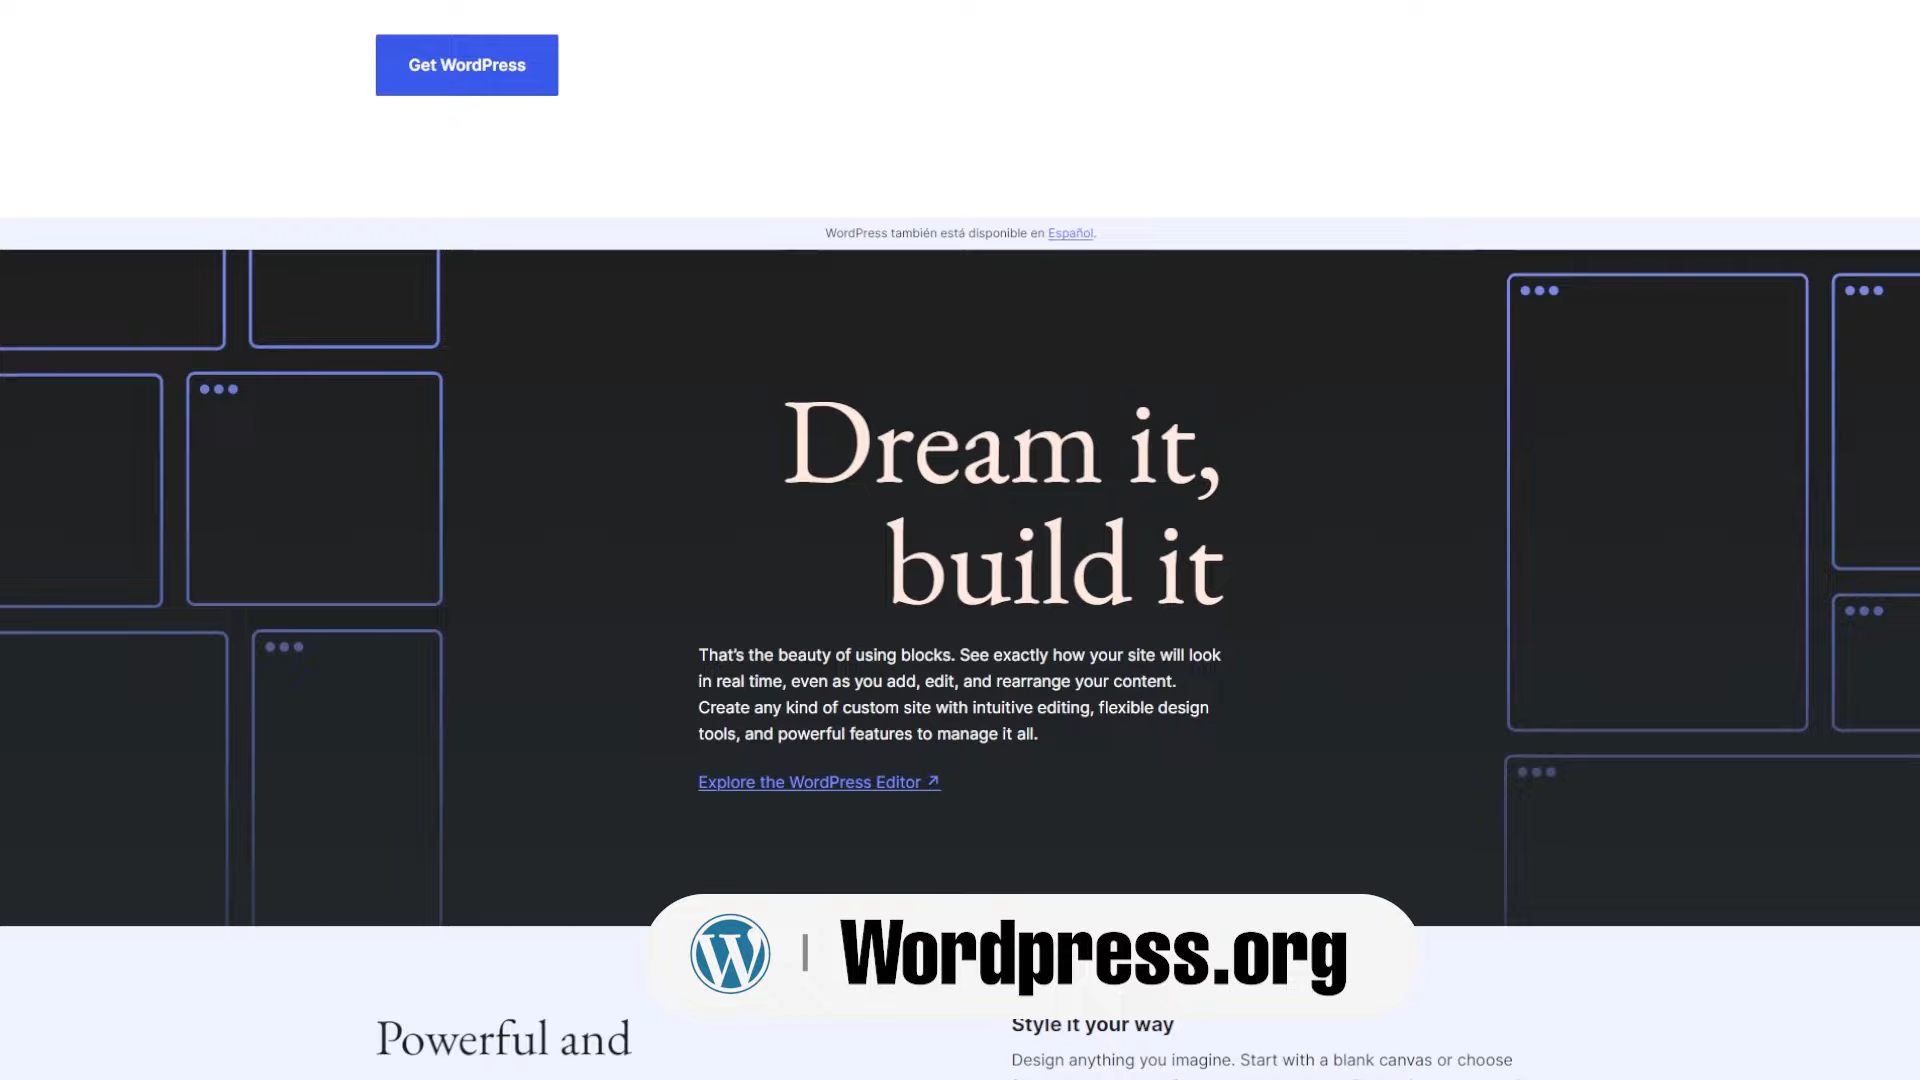 Get WordPress
WordPress también está disponible en Español.
Dream it,
build it
That's the beauty of using blocks. See exactly how your site will look
in real time, even as you add, edit, and rearrange your content.
Create any kind of custom site with intuitive editing, flexible design
tools, and powerful features to manage it all.
Explore the WordPress Editor ↗
W | Wordpress.org
Powerful and
Style it your way
Design anything you imagine. Start with a blank canvas or choose